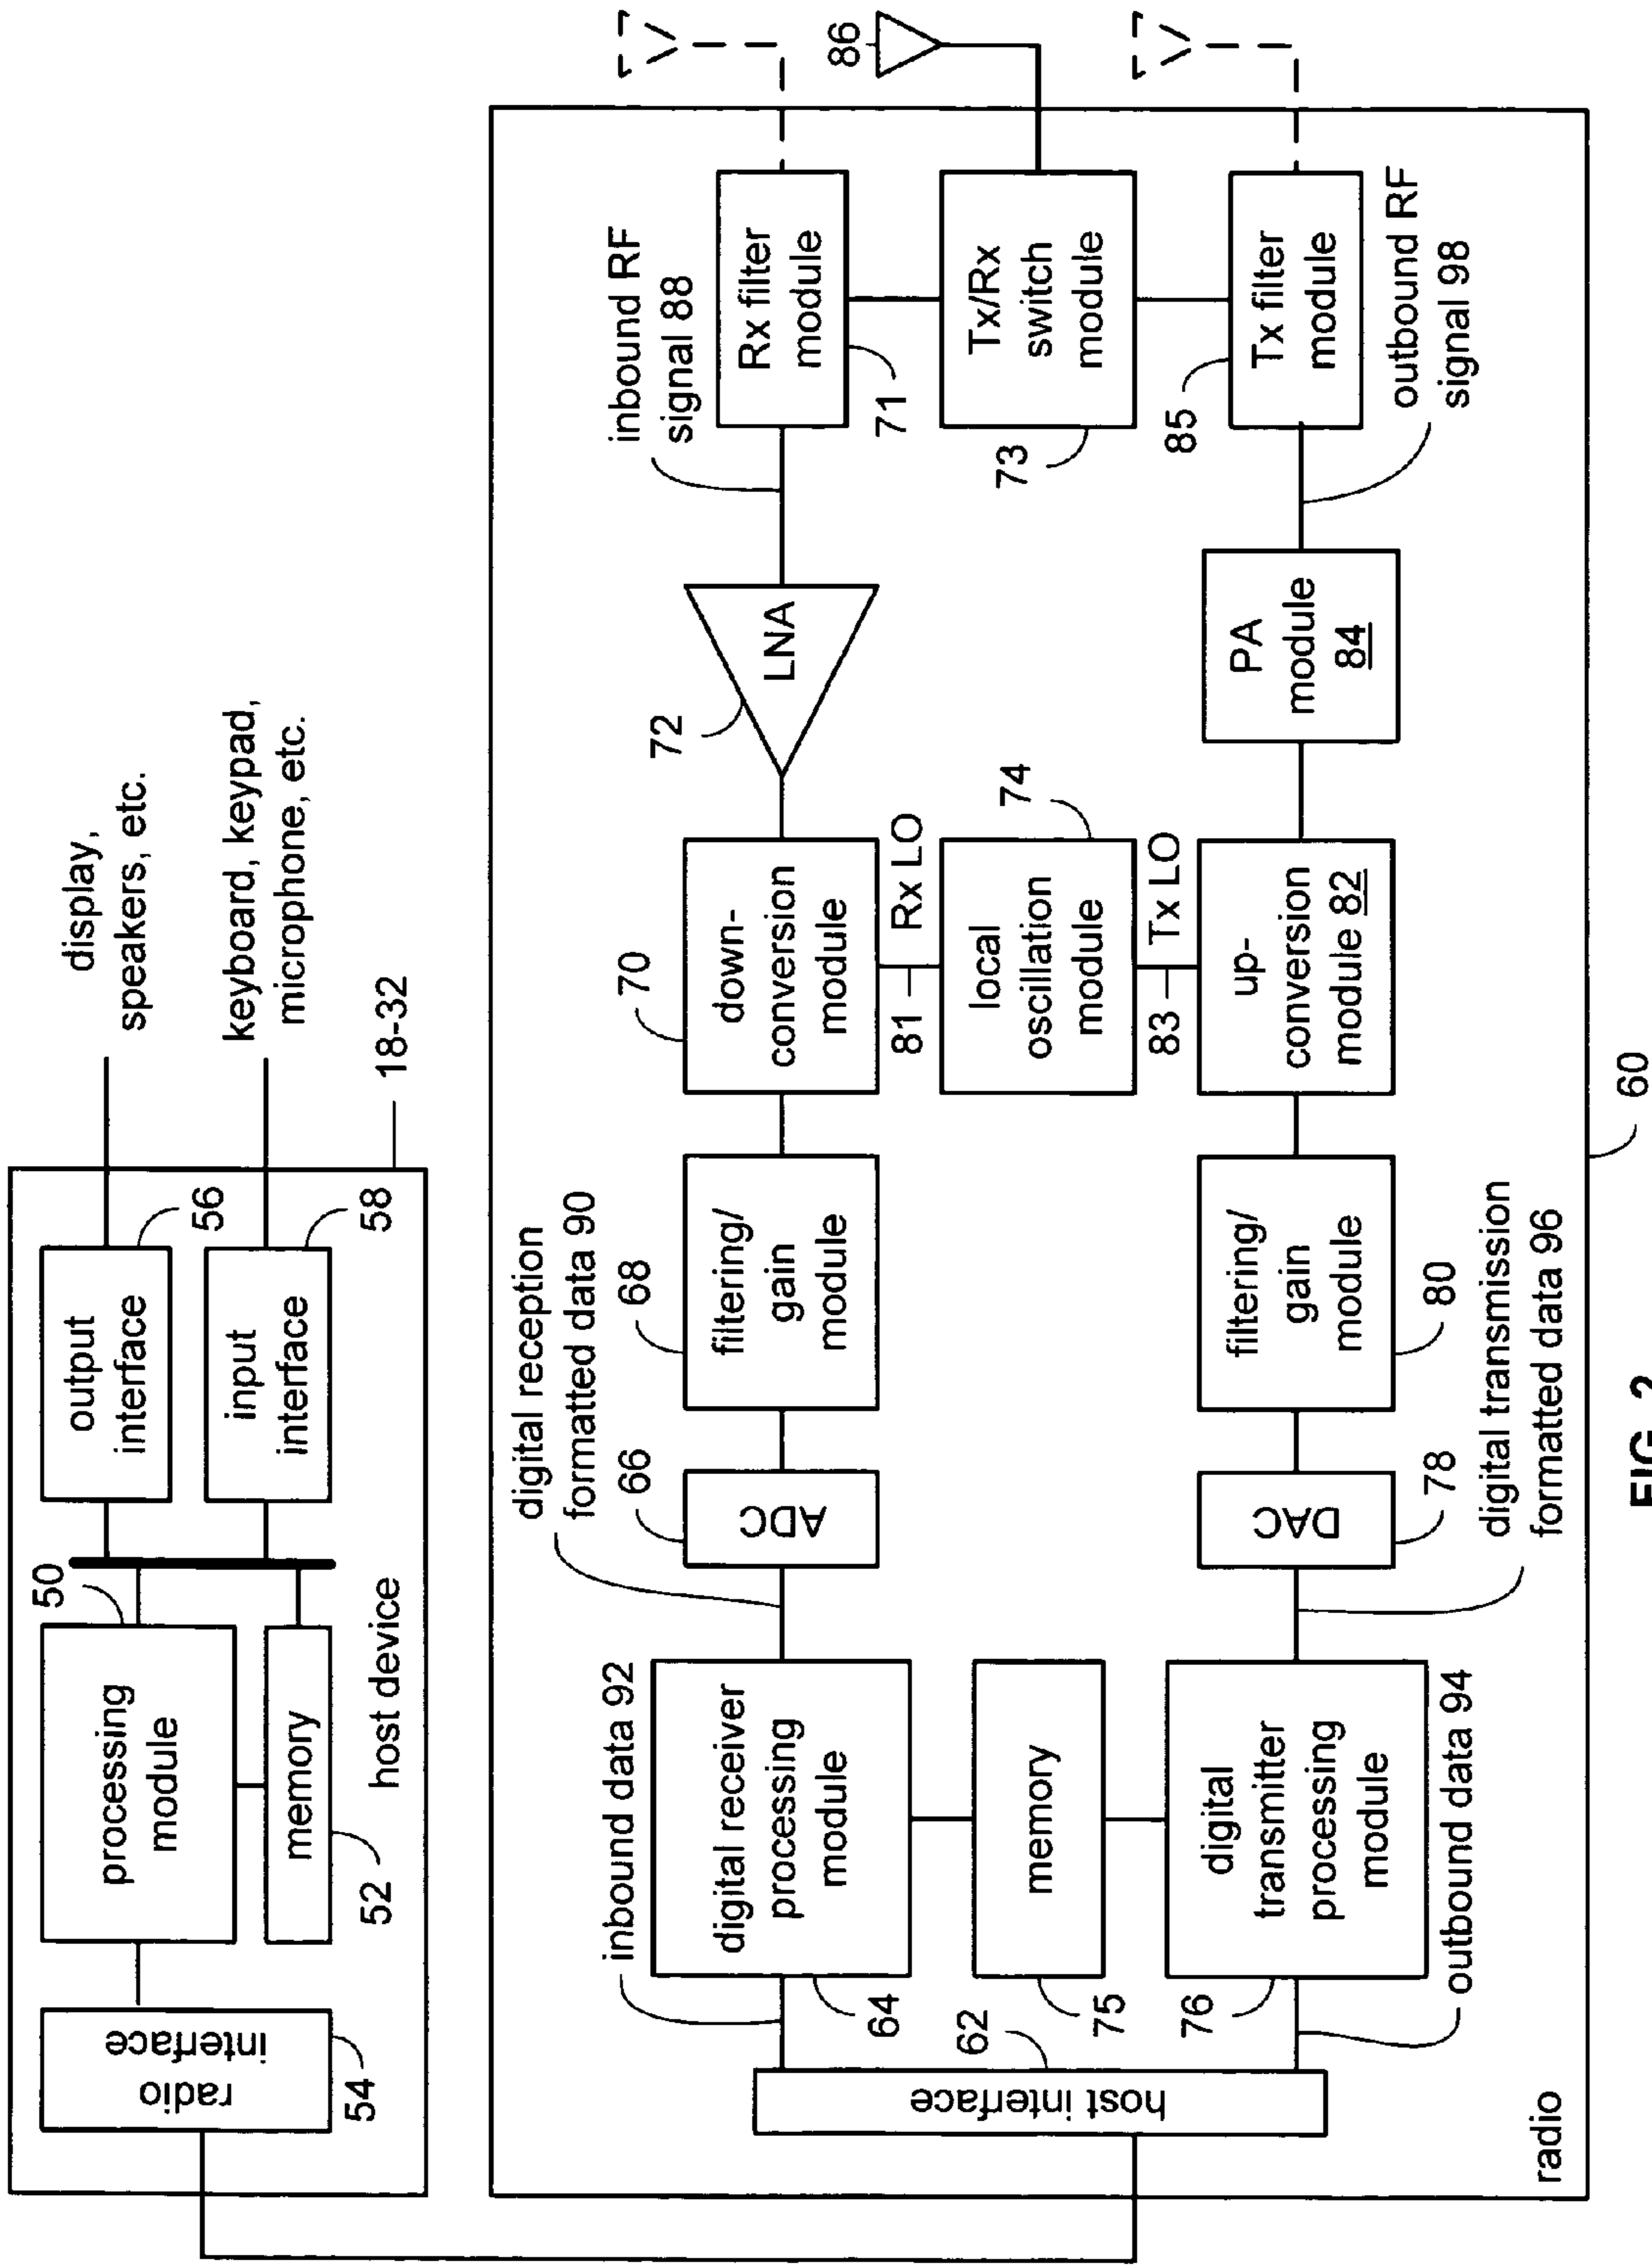 display,
speakers, etc.
keyboard, keypad,
microphone, etc.
18-32
output
interface
56
input
interface
58
50
processing
module
memory
52
host device
radio
interface
54
inbound RF
signal 88
86
Rx filter
module
71
Tx/Rx
switch
module
73
Tx filter
module
85
outbound RF
signal 98
LNA
72
PA
module
84
down-
conversion
module
70
81
Rx LO
local
oscillation
module
74
83
Tx LO
up-
conversion
module 82
filtering/
gain
module
68
filtering/
gain
module
80
digital reception
formatted data 90
ADC
66
DAC
78
digital transmission
formatted data 96
inbound data 92
digital receiver
processing
module
64
memory
75
digital
transmitter
processing
module
76
outbound data 94
host interface
62
radio
60
FIG. 2